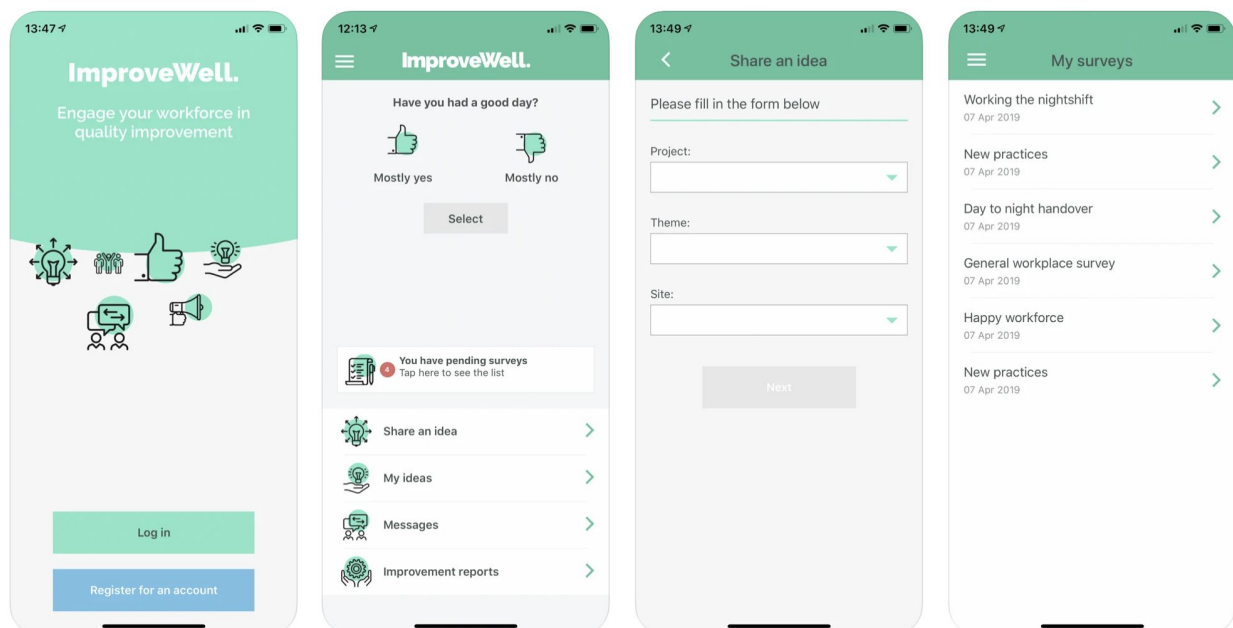 13:47
ImproveWell.
Engage your workforce in
quality improvement
Log in
Register for an account
12:13
ImproveWell.
Have you had a good day?
Mostly yes
Mostly no
Select
4
You have pending surveys
Tap here to see the list
Share an idea
My ideas
Messages
Improvement reports
13:49
Share an idea
Please fill in the form below
Project:
Theme:
Site:
Next
13:49
My surveys
Working the nightshift
07 Apr 2019
New practices
07 Apr 2019
Day to night handover
07 Apr 2019
General workplace survey
07 Apr 2019
Happy workforce
07 Apr 2019
New practices
07 Apr 2019